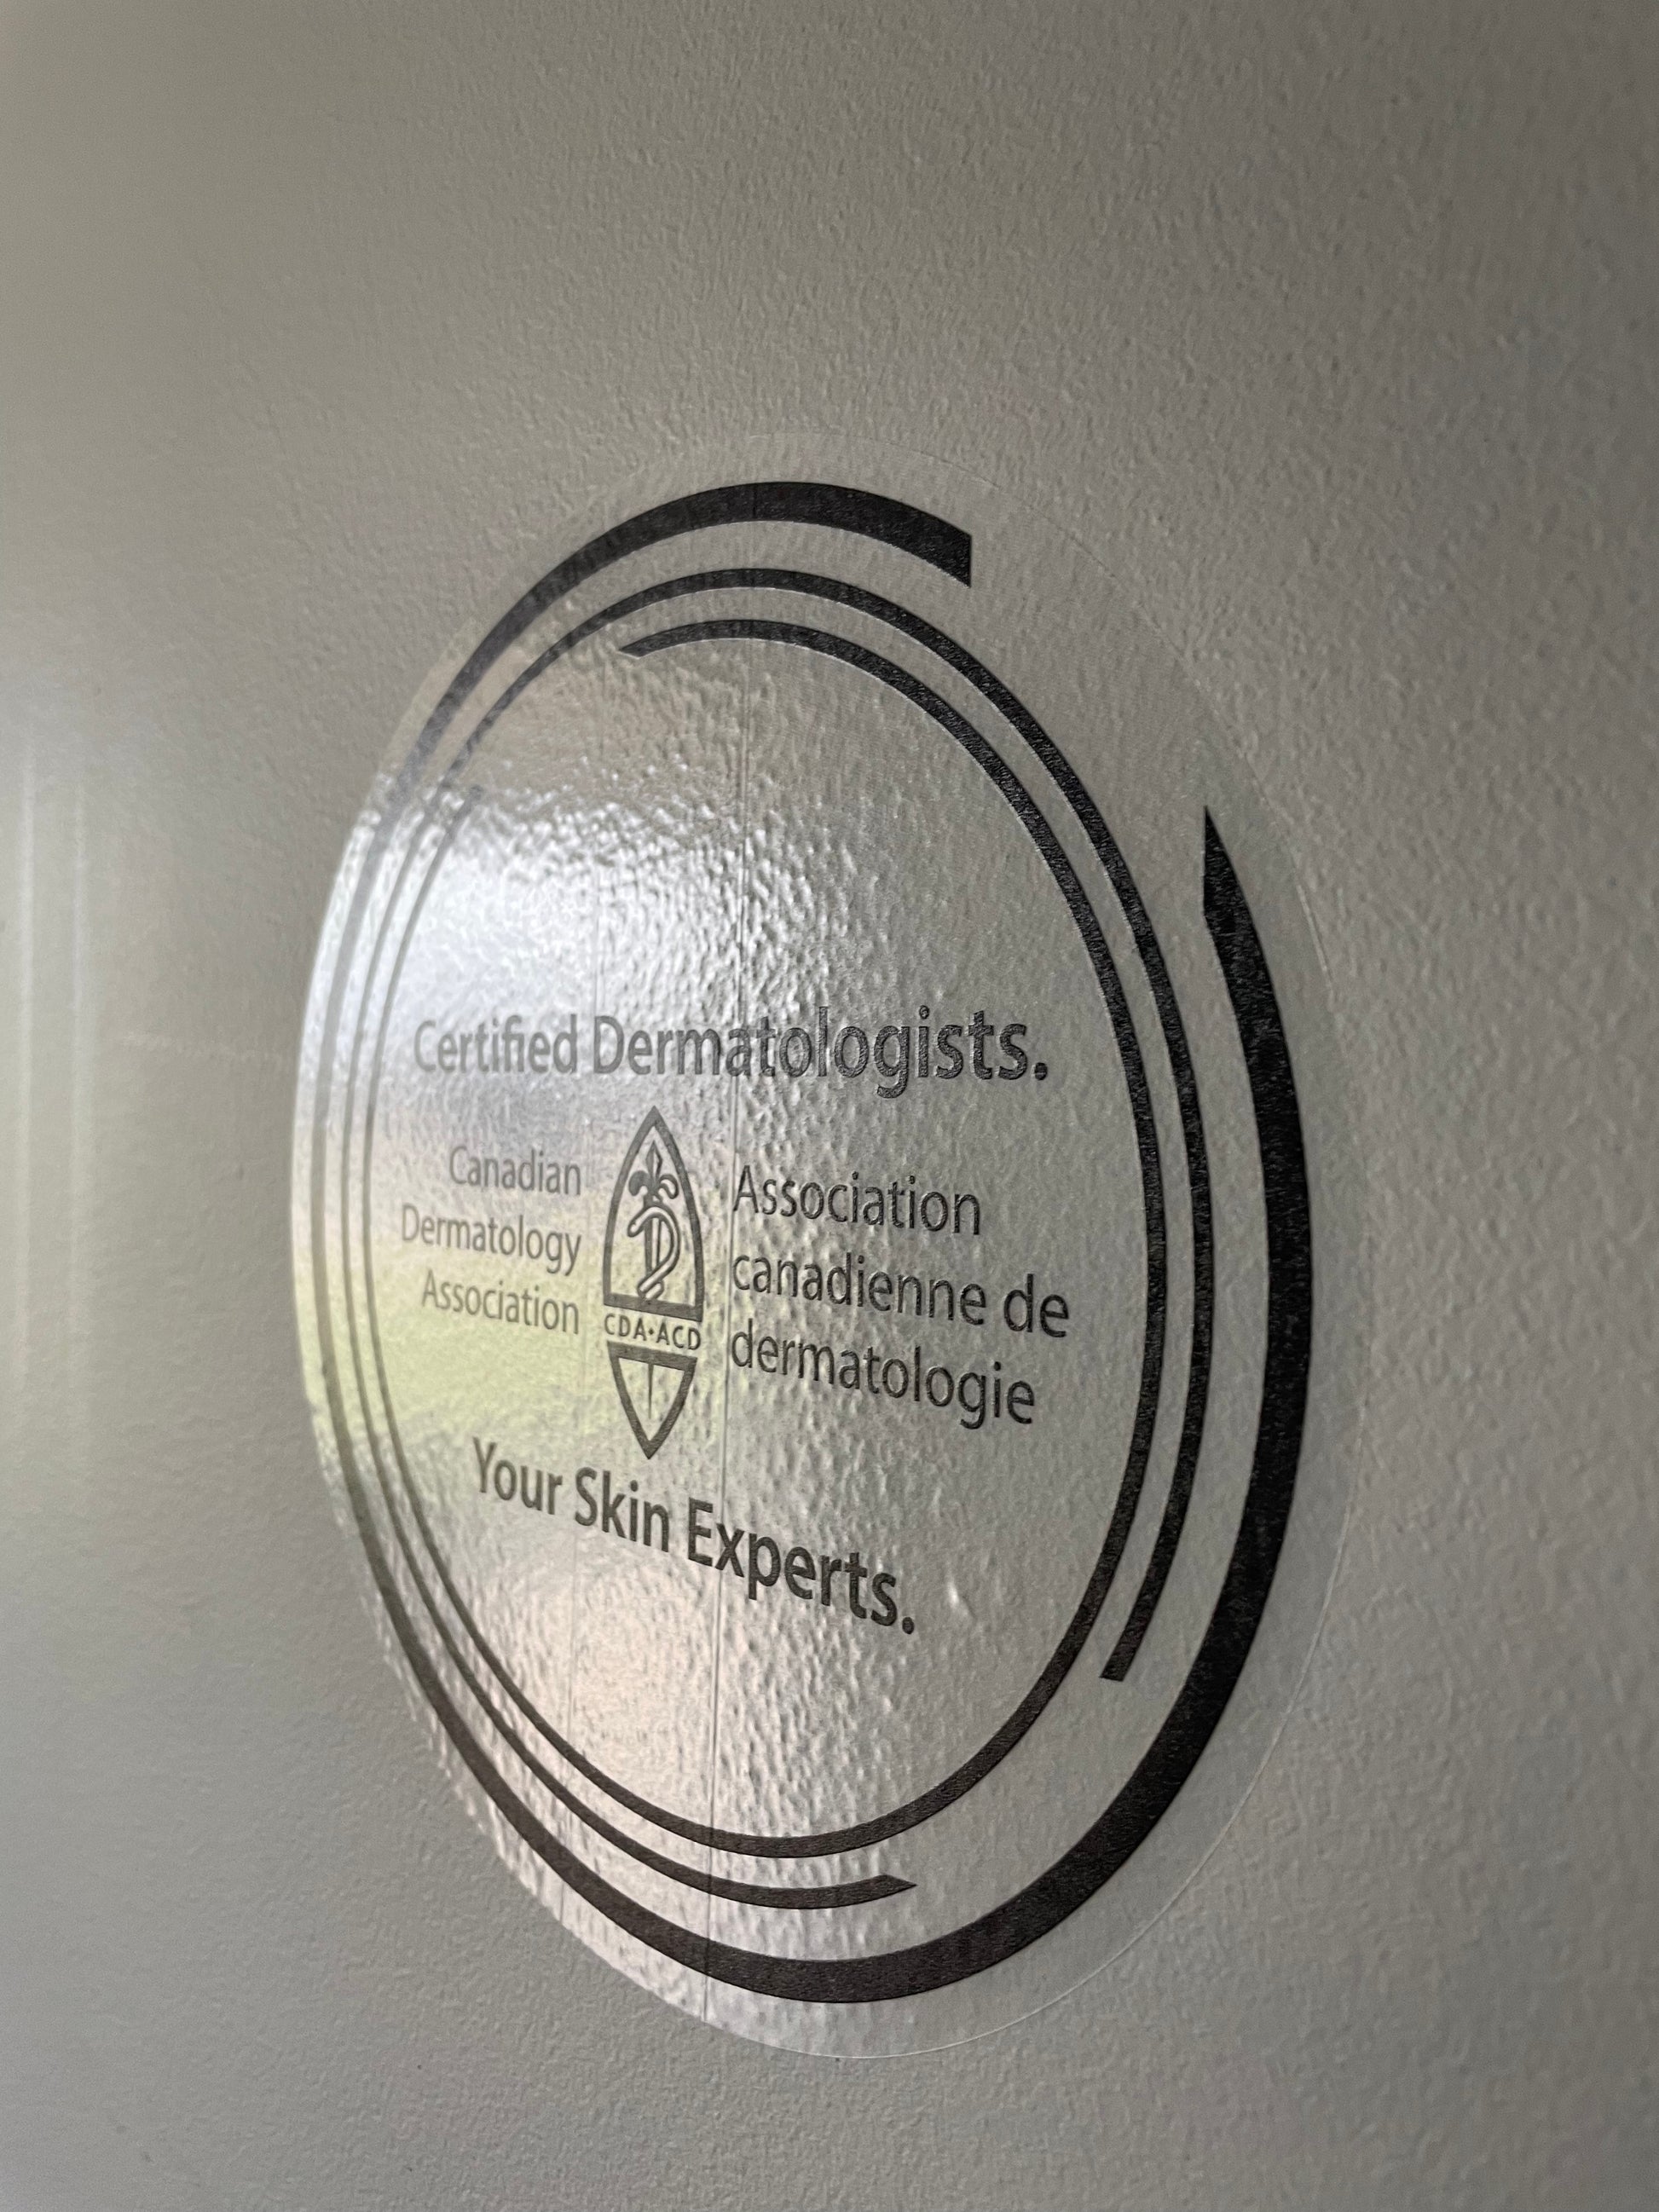 Certified Dermatologists.
Canadian
Dermatology
Association
CDA•ACD
Association
canadienne de
dermatologie
Your Skin Experts.